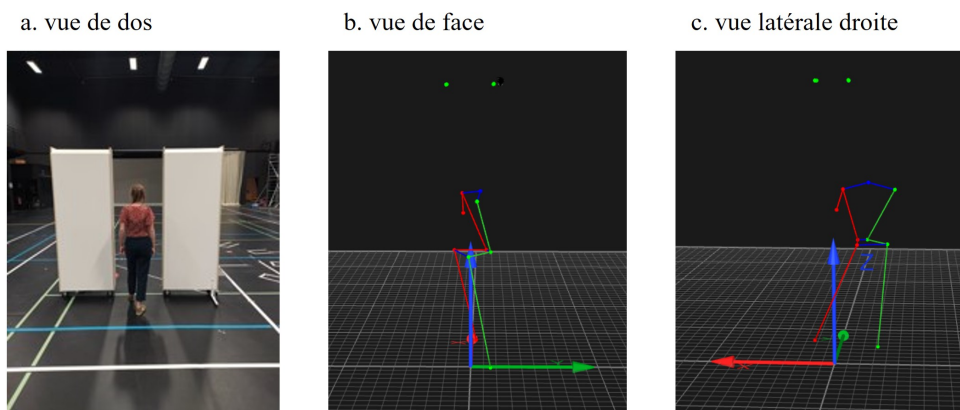 a. vue de dos
b. vue de face
c. vue latérale droite